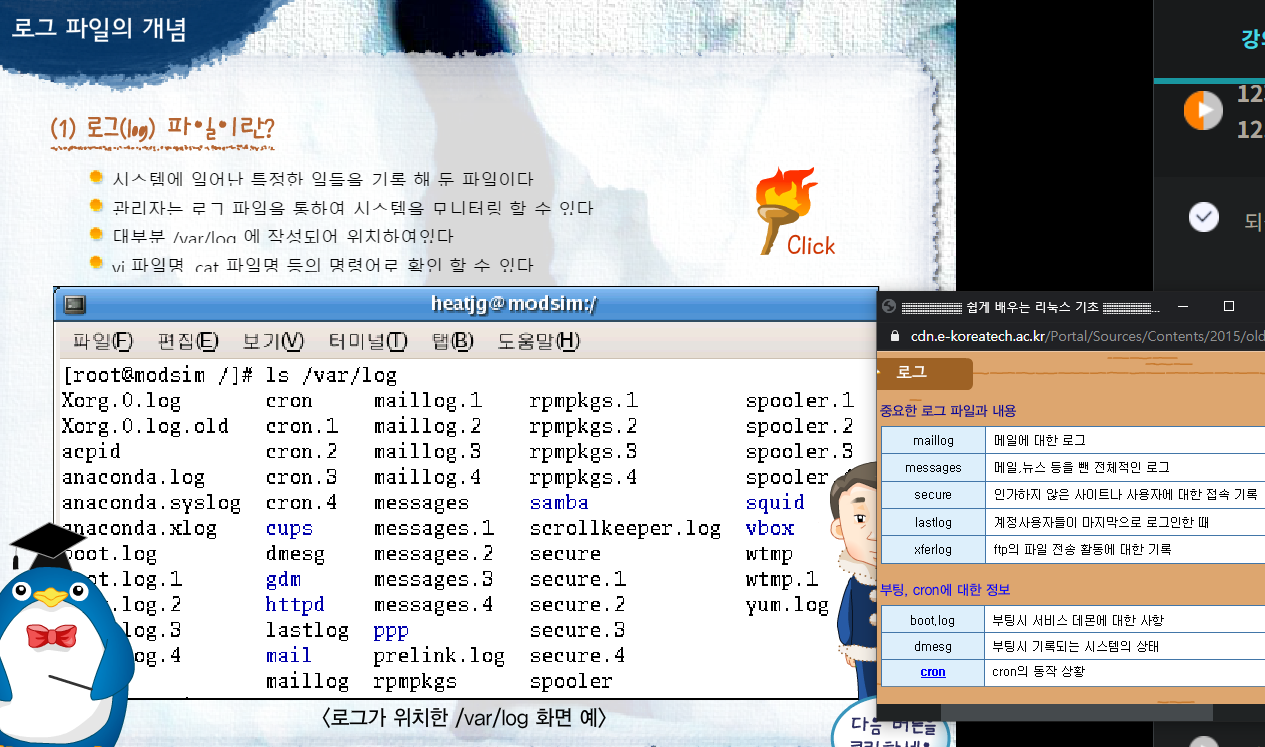 로그 파일의 개념
(1) 로그(log) 파일이란?
시스템에 일어난 특정한 일들을 기록 해 둔 파일이다
관리자는 로그 파일을 통하여 시스템을 모니터링 할 수 있다
대부분 /var/log 에 작성되어 위치하여있다
vi 파일명, cat 파일명 등의 명령어로 확인 할 수 있다
Click
heatjg@modsim:/
파일(F) 편집(E) 보기(V) 터미널(T) 탭(B) 도움말(H)
[root@modsim /]# ls /var/log
Xorg.0.log cron maillog.1 rpmpkgs.1 spooler.1
Xorg.0.log.old cron.1 maillog.2 rpmpkgs.2 spooler.2
acpid cron.2 maillog.3 rpmpkgs.3 spooler.3
anaconda.log cron.3 maillog.4 rpmpkgs.4 spooler
anaconda.syslog cron.4 messages samba squid
anaconda.xlog cups messages.1 scrollkeeper.log vbox
boot.log dmesg messages.2 secure wtmp
ot.log.1 gdm messages.3 secure.1 wtmp.1
.log.2 httpd messages.4 secure.2 yum.log
log.3 lastlog ppp secure.3
og.4 mail prelink.log secure.4
maillog rpmpkgs spooler
<로그가 위치한 /var/log 화면 예>
다음 버튼을
12
12
쉽게 배우는 리눅스 기초 ...
cdn.e-koreatech.ac.kr/Portal/Sources/Contents/2015/old
로그
중요한 로그 파일과 내용
maillog 메일에 대한 로그
messages 메일,뉴스 등을 뺀 전체적인 로그
secure 인가하지 않은 사이트나 사용자에 대한 접속 기록
lastlog 계정사용자들이 마지막으로 로그인한 때
xferlog ftp의 파일 전송 활동에 대한 기록
부팅, cron에 대한 정보
boot.log 부팅시 서비스 데몬에 대한 사항
dmesg 부팅시 기록되는 시스템의 상태
cron cron의 동작 상황